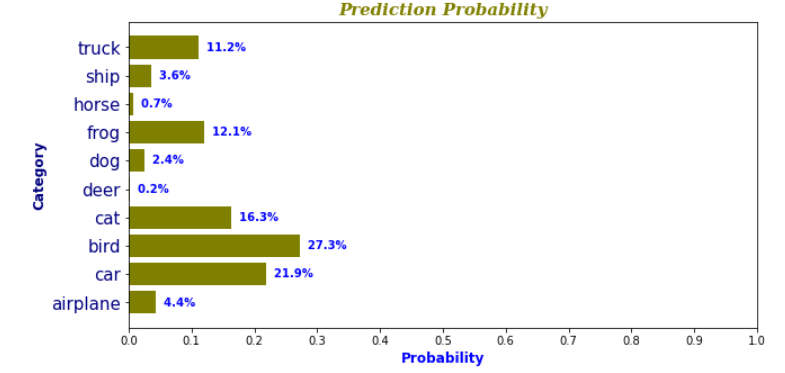 Prediction Probability
truck 11.2%
ship 3.6%
horse 0.7%
frog 12.1%
dog 2.4%
deer 0.2%
cat 16.3%
bird 27.3%
car 21.9%
airplane 4.4%
Category
0.0 0.1 0.2 0.3 0.4 0.5 0.6 0.7 0.8 0.9 1.0
Probability